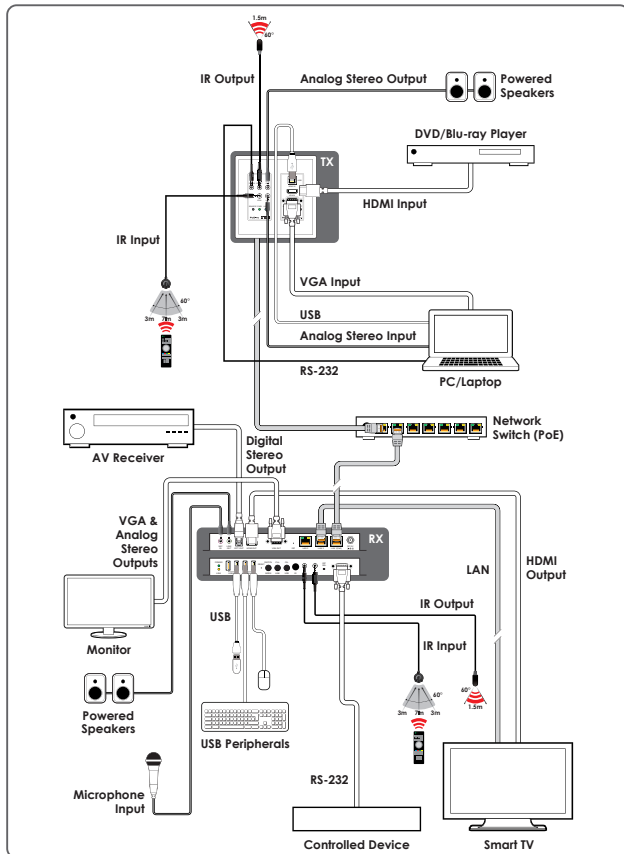 1.5m
60°
IR Output
Analog Stereo Output
Powered
Speakers
DVD/Blu-ray Player
TX
HDMI Input
IR Input
60°
3m 7m 3m
VGA Input
USB
Analog Stereo Input
RS-232
PC/Laptop
Network
Switch (PoE)
AV Receiver
Digital
Stereo
Output
VGA &
Analog
Stereo
Outputs
RX
LAN
HDMI
Output
IR Output
IR Input
USB
Monitor
60°
3m 7m 3m
60°
1.5m
Powered
Speakers
USB Peripherals
RS-232
Microphone
Input
Controlled Device
Smart TV